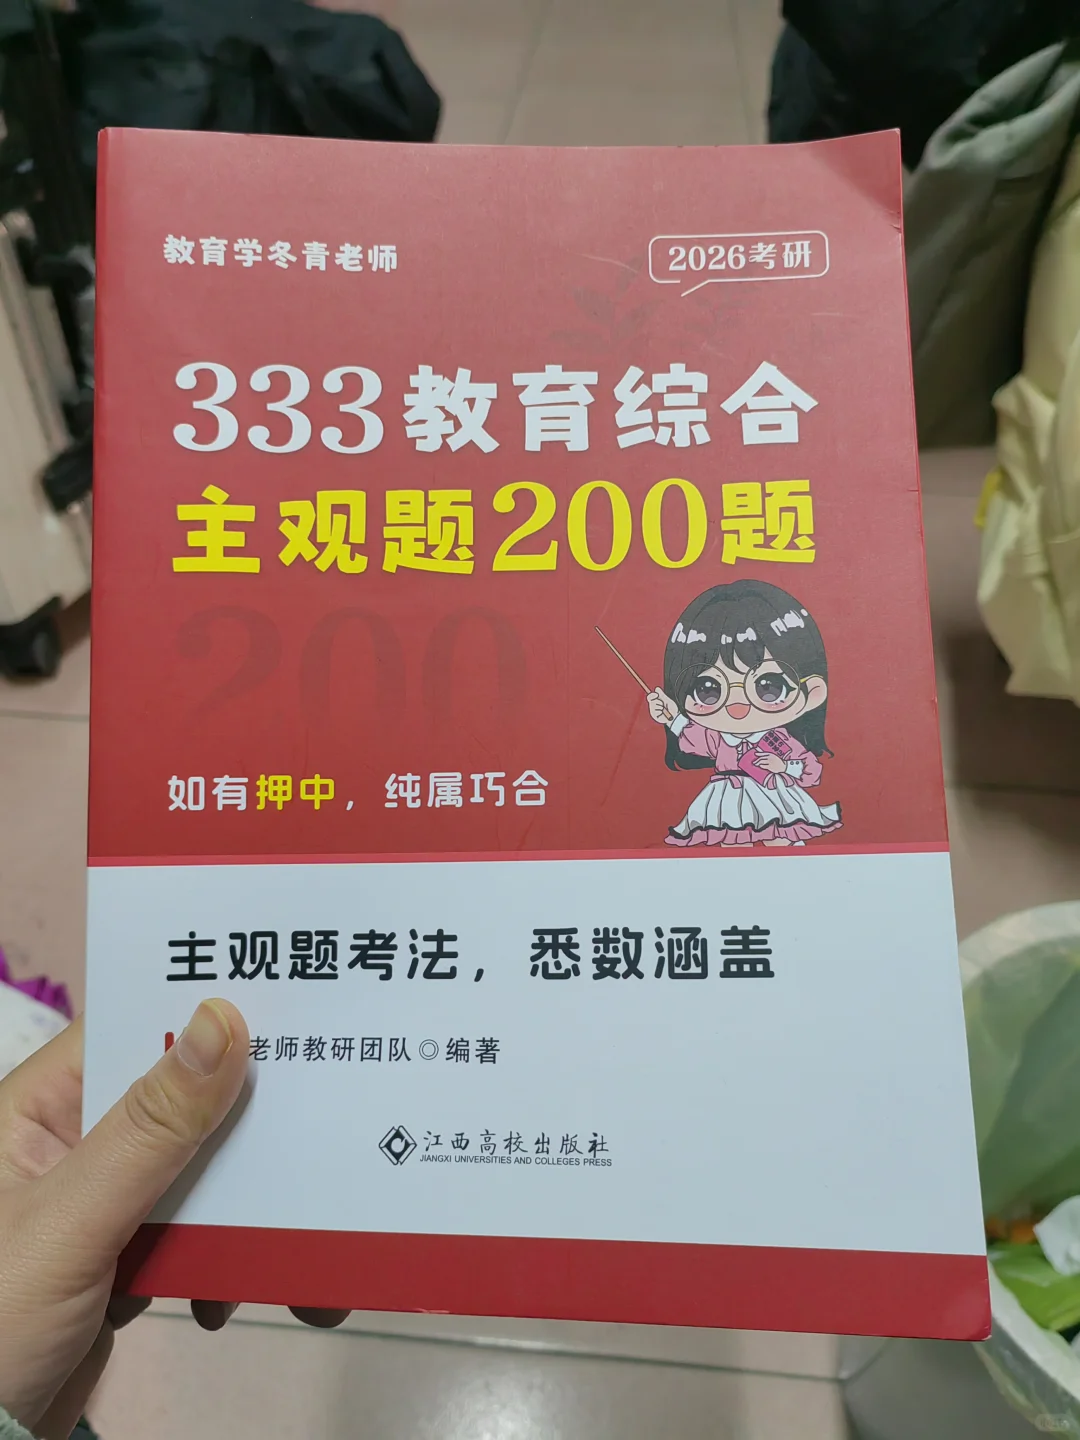 教育学冬青老师
2026考研
333教育综合
主观题200题
200
如有押中，纯属巧合
主观题考法，悉数涵盖
老师教研团队◎编著
江西高校出版社
JIANGXI UNIVERSITIES AND COLLEGES PRESS